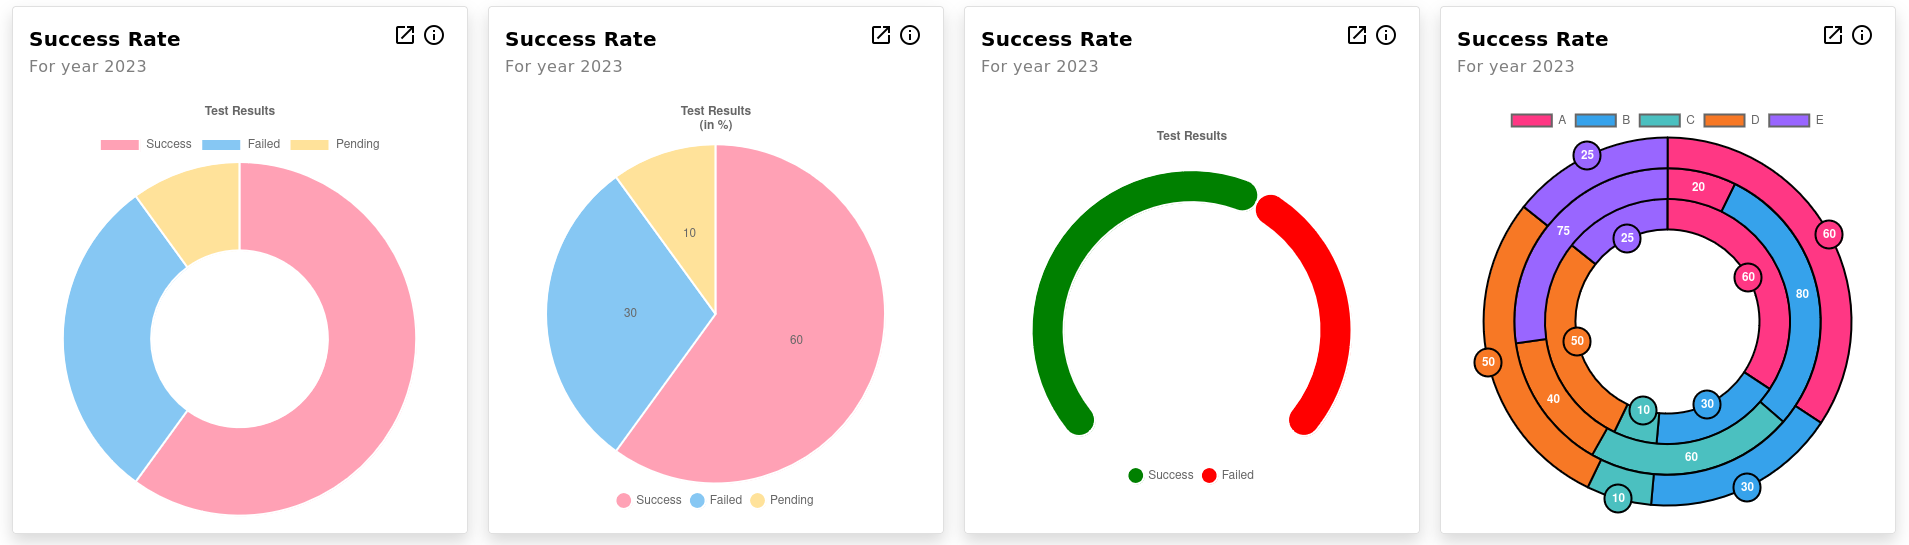 Success Rate
For year 2023
Test Results
Success Failed Pending
Success Rate
For year 2023
Test Results
(in %)
10
30
60
Success Failed Pending
Success Rate
For year 2023
Test Results
Success Failed
Success Rate
For year 2023
A B C D E
25
20
75
60
25
60
80
50
50
40
30
10
60
30
10